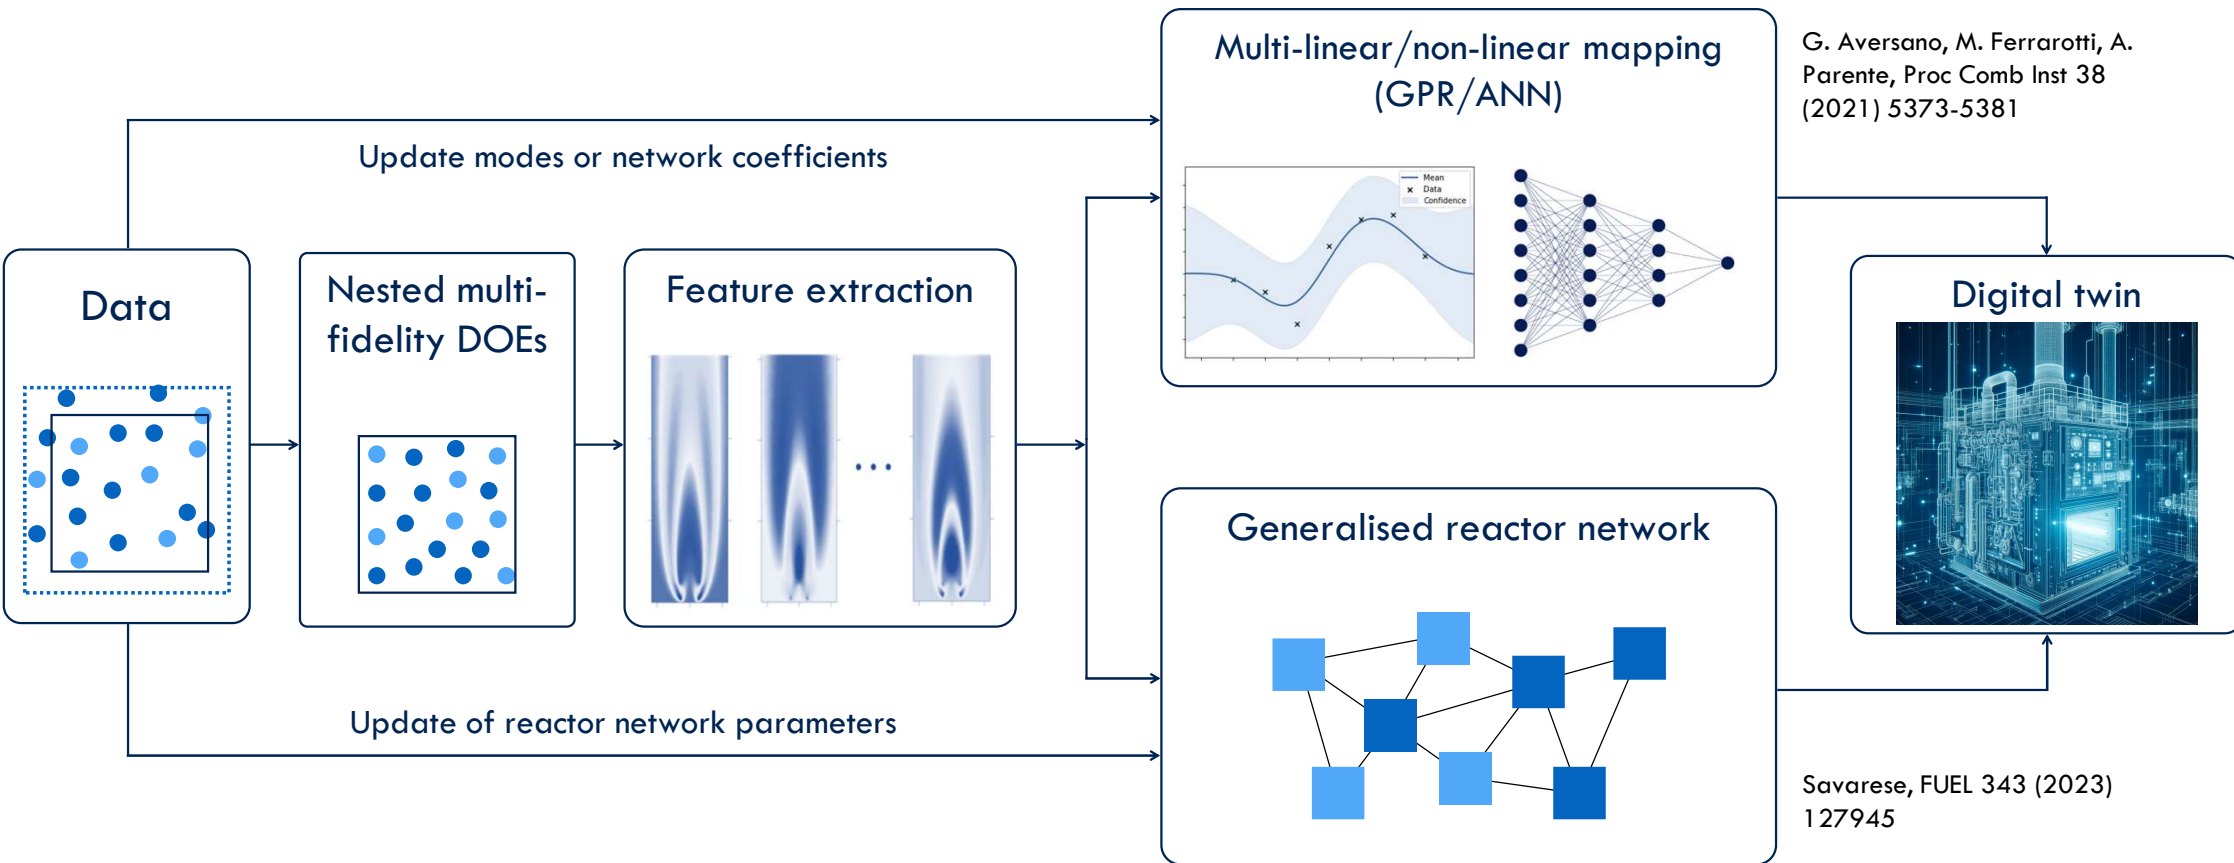 Multi-linear/non-linear mapping
(GPR/ANN)
G. Aversano, M. Ferrarotti, A.
Parente, Proc Comb Inst 38
(2021) 5373-5381
Update modes or network coefficients
Mean
Data
Confidence
Data
Nested multi-
fidelity DOEs
Feature extraction
Digital twin
Generalised reactor network
Update of reactor network parameters
Savarese, FUEL 343 (2023)
127945